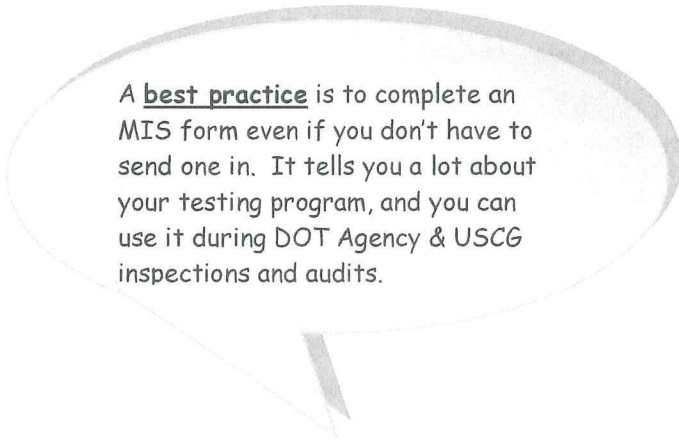 A best practice is to complete an
MIS form even if you don't have to
send one in. It tells you a lot about
your testing program, and you can
use it during DOT Agency & USCG
inspections and audits.